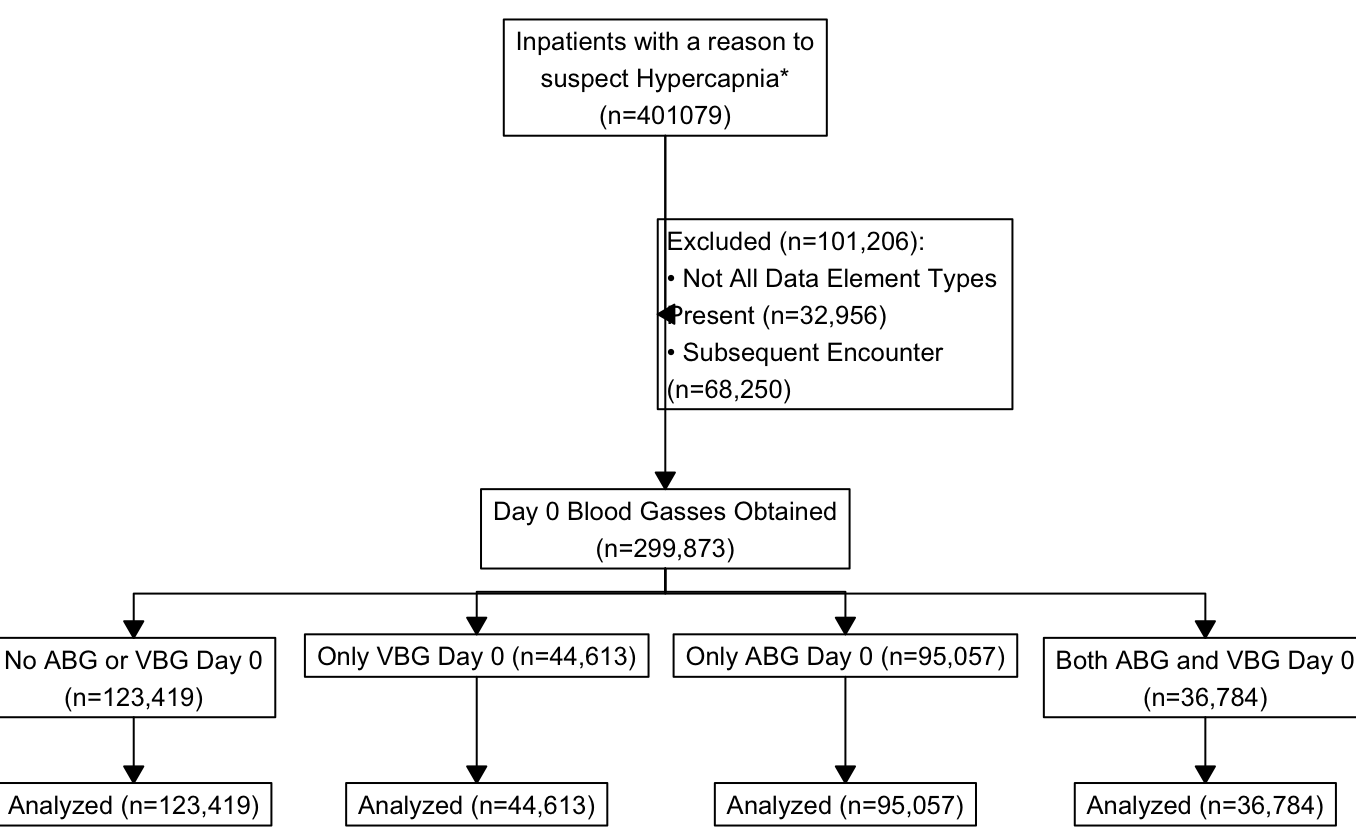 Inpatients with a reason to
suspect Hypercapnia*
(n=401079)
Excluded (n=101,206):
• Not All Data Element Types
Present (n=32,956)
• Subsequent Encounter
(n=68,250)
Day 0 Blood Gasses Obtained
(n=299,873)
No ABG or VBG Day 0
(n=123,419)
Only VBG Day 0 (n=44,613)
Only ABG Day 0 (n=95,057)
Both ABG and VBG Day 0
(n=36,784)
Analyzed (n=123,419)
Analyzed (n=44,613)
Analyzed (n=95,057)
Analyzed (n=36,784)